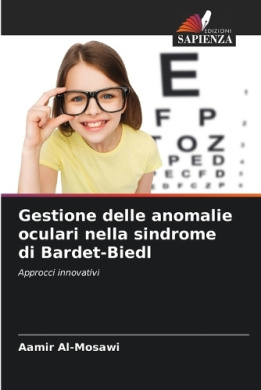 EDIZIONI
SAPIENZA
E
F P
T O Z
L P E D
P E C F D
E D F C Z P
Gestione delle anomalie
oculari nella sindrome
di Bardet-Biedl
Approcci innovativi
Aamir Al-Mosawi